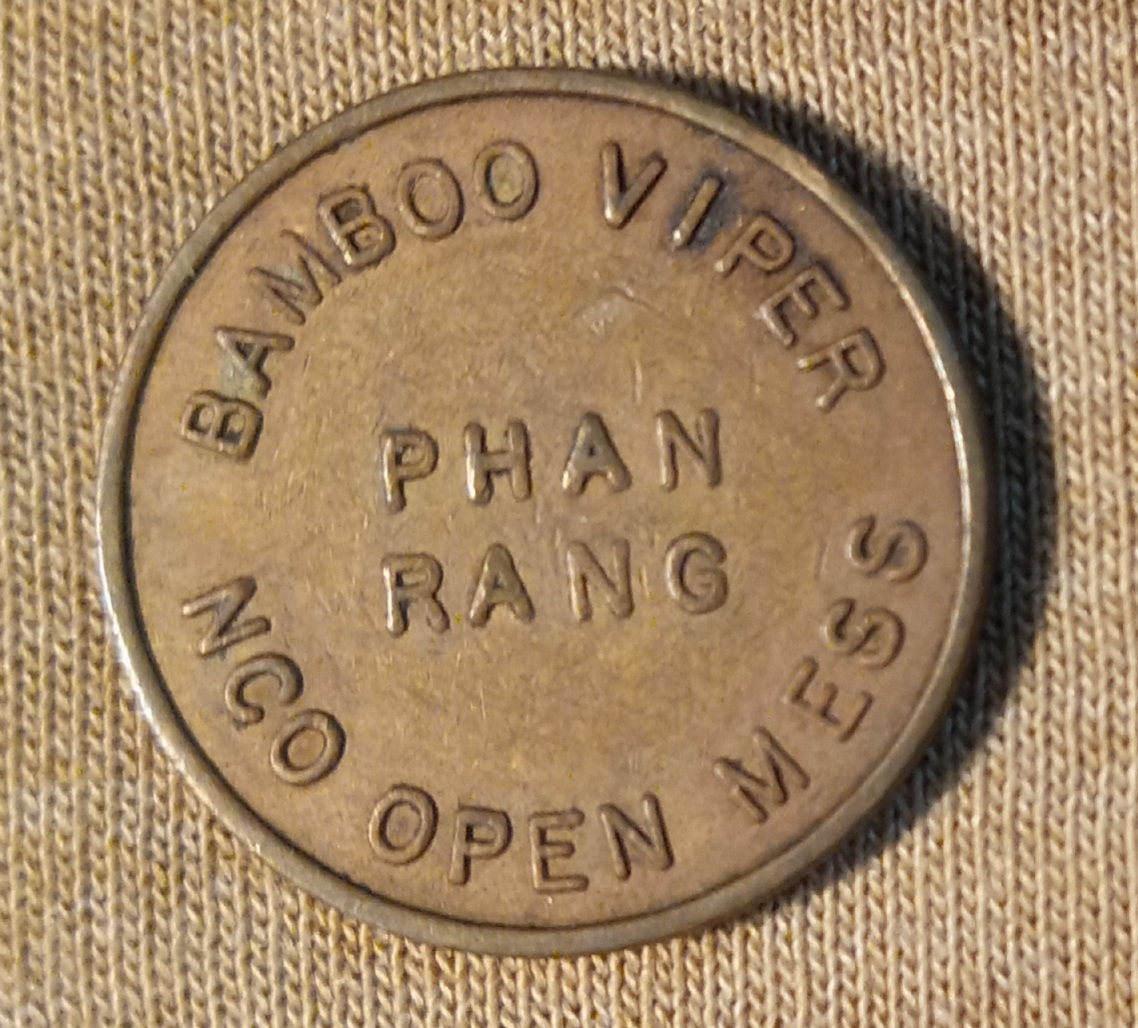 BAMBOO VIPER
PHAN
RANG
NCO OPEN MESS